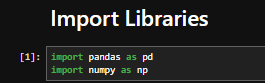 Import Libraries
[1]: import pandas as pd
import numpy as np